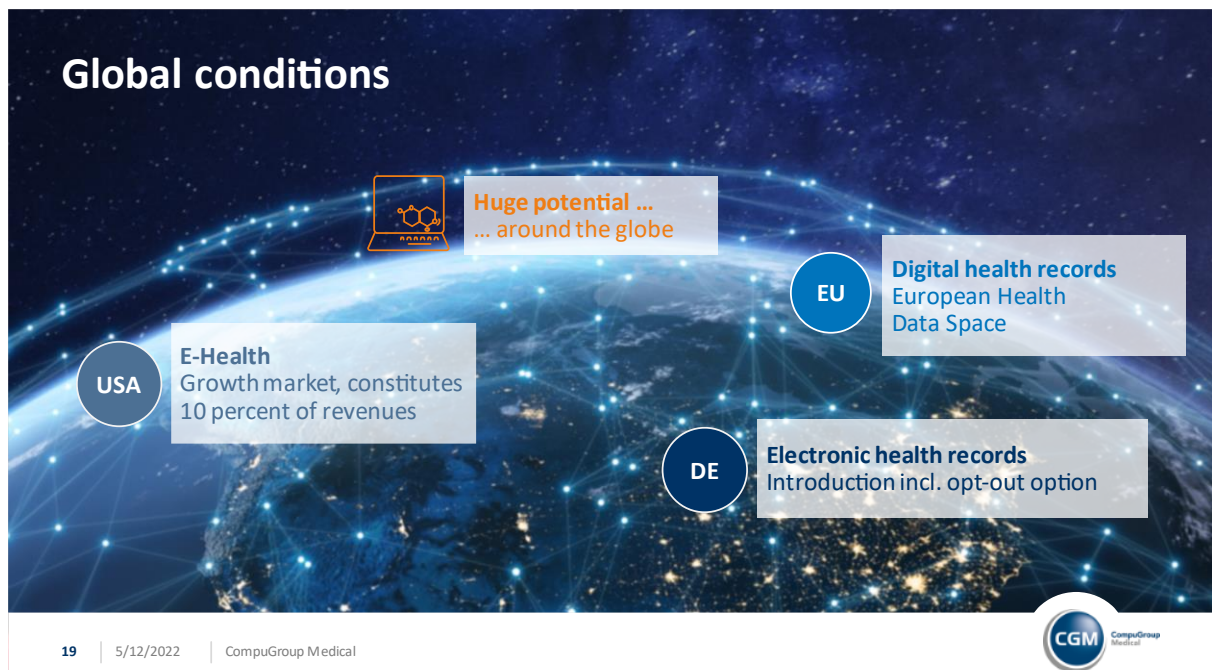 Global conditions
Huge potential ...
... around the globe
EU
Digital health records
European Health
Data Space
USA
E-Health
Growth market, constitutes
10 percent of revenues
DE
Electronic health records
Introduction incl. opt-out option
19
5/12/2022
CompuGroup Medical
CGM
CompuGroup
Medical